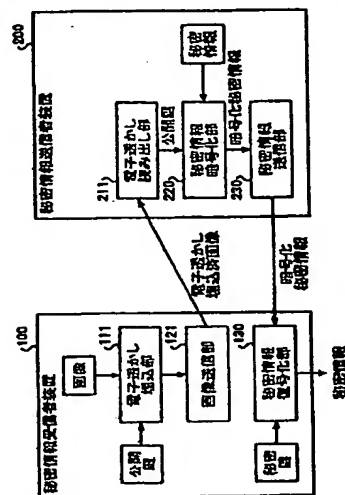 200
秘密情報送信者装置
秘密情報
211
電子透かし
読み出し部
公開鍵
220
秘密情報
暗号化部
暗号化秘密情報
230
秘密情報
送信部
電子透かし
埋込済画像
暗号化
秘密情報
100
秘密情報受信者装置
画像
111
電子透かし
埋込部
公開
鍵
121
画像送信部
130
秘密情報
復号化部
秘密
鍵
秘密情報